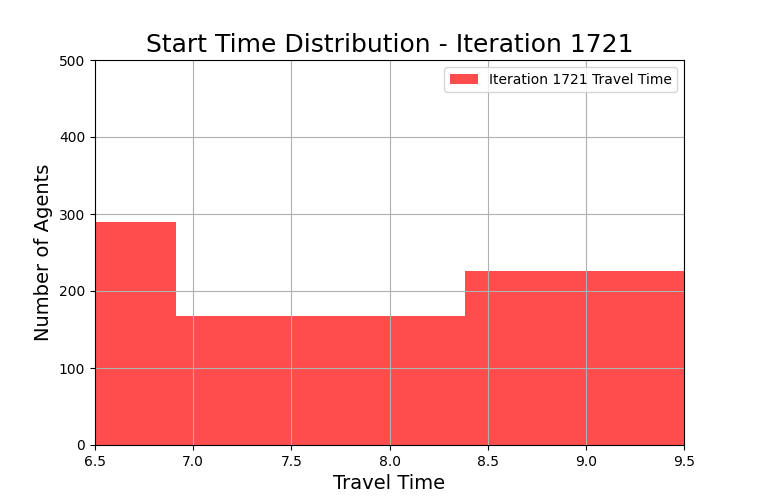 Start Time Distribution - Iteration 1721
Iteration 1721 Travel Time
Number of Agents
500
400
300
200
100
0
6.5 7.0 7.5 8.0 8.5 9.0 9.5
Travel Time